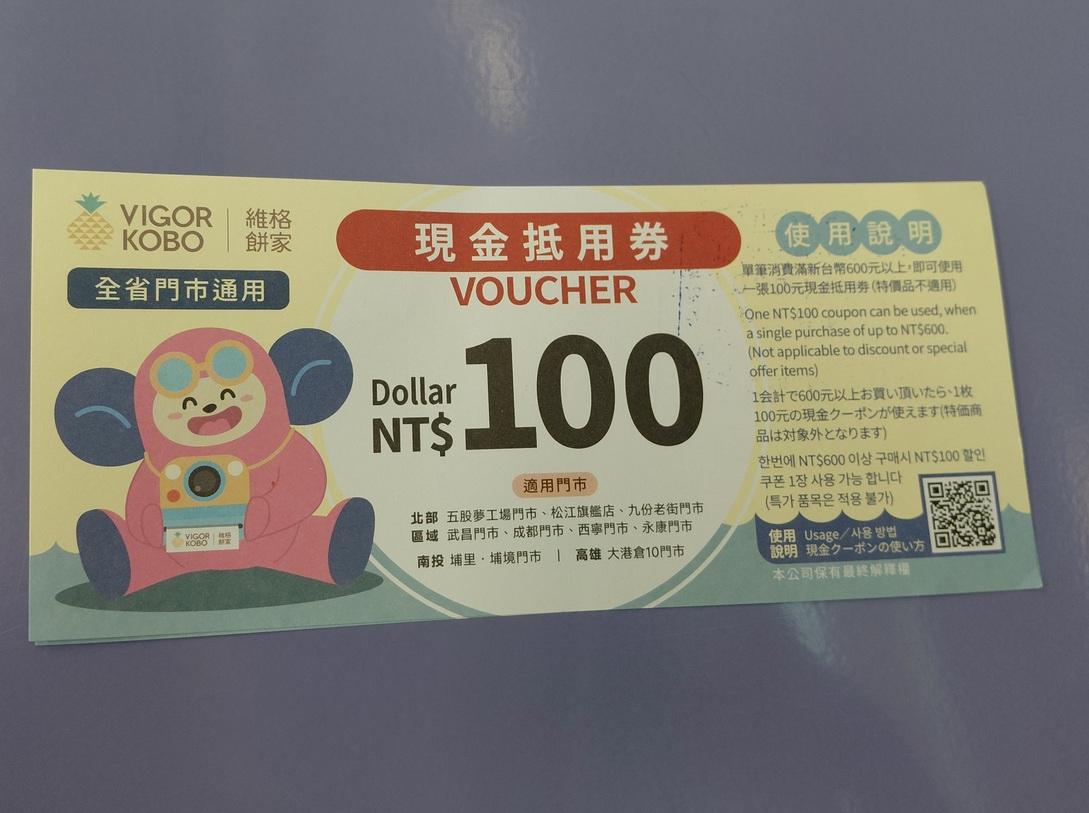 VIGOR
KOBO
維格
餅家
全省門市通用
VIGOR
KOBO
維格
餅家
現金抵用券
VOUCHER
Dollar
NT$100
適用門市
北部 五股夢工場門市、松江旗艦店、九份老街門市
區域 武昌門市、成都門市、西寧門市、永康門市
南投 埔里・埔境門市 | 高雄 大港倉10門市
使用說明
單筆消費滿新台幣600元以上,即可使用
一張100元現金抵用券(特價品不適用)
One NT$100 coupon can be used, when
a single purchase of up to NT$600.
(Not applicable to discount or special
offer items)
1会計で600元以上お買い頂いたら、1枚
100元の現金クーポンが使えます(特価商
品は対象外となります)
한번에 NT$600 이상 구매시 NT$100 할인
쿠폰 1장 사용 가능 합니다
(특가 품목은 적용 불가)
使用 Usage／사용 방법
說明 現金クーポンの使い方
本公司保有最終解釋權